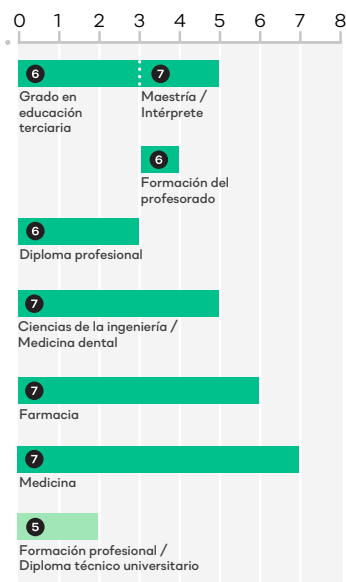 0 1 2 3 4 5 6 7 8
6 7
Grado en
educación
terciaria
Maestría /
Intérprete
6
Formación del
profesorado
6
Diploma profesional
7
Ciencias de la ingeniería /
Medicina dental
7
Farmacia
7
Medicina
5
Formación profesional /
Diploma técnico universitario